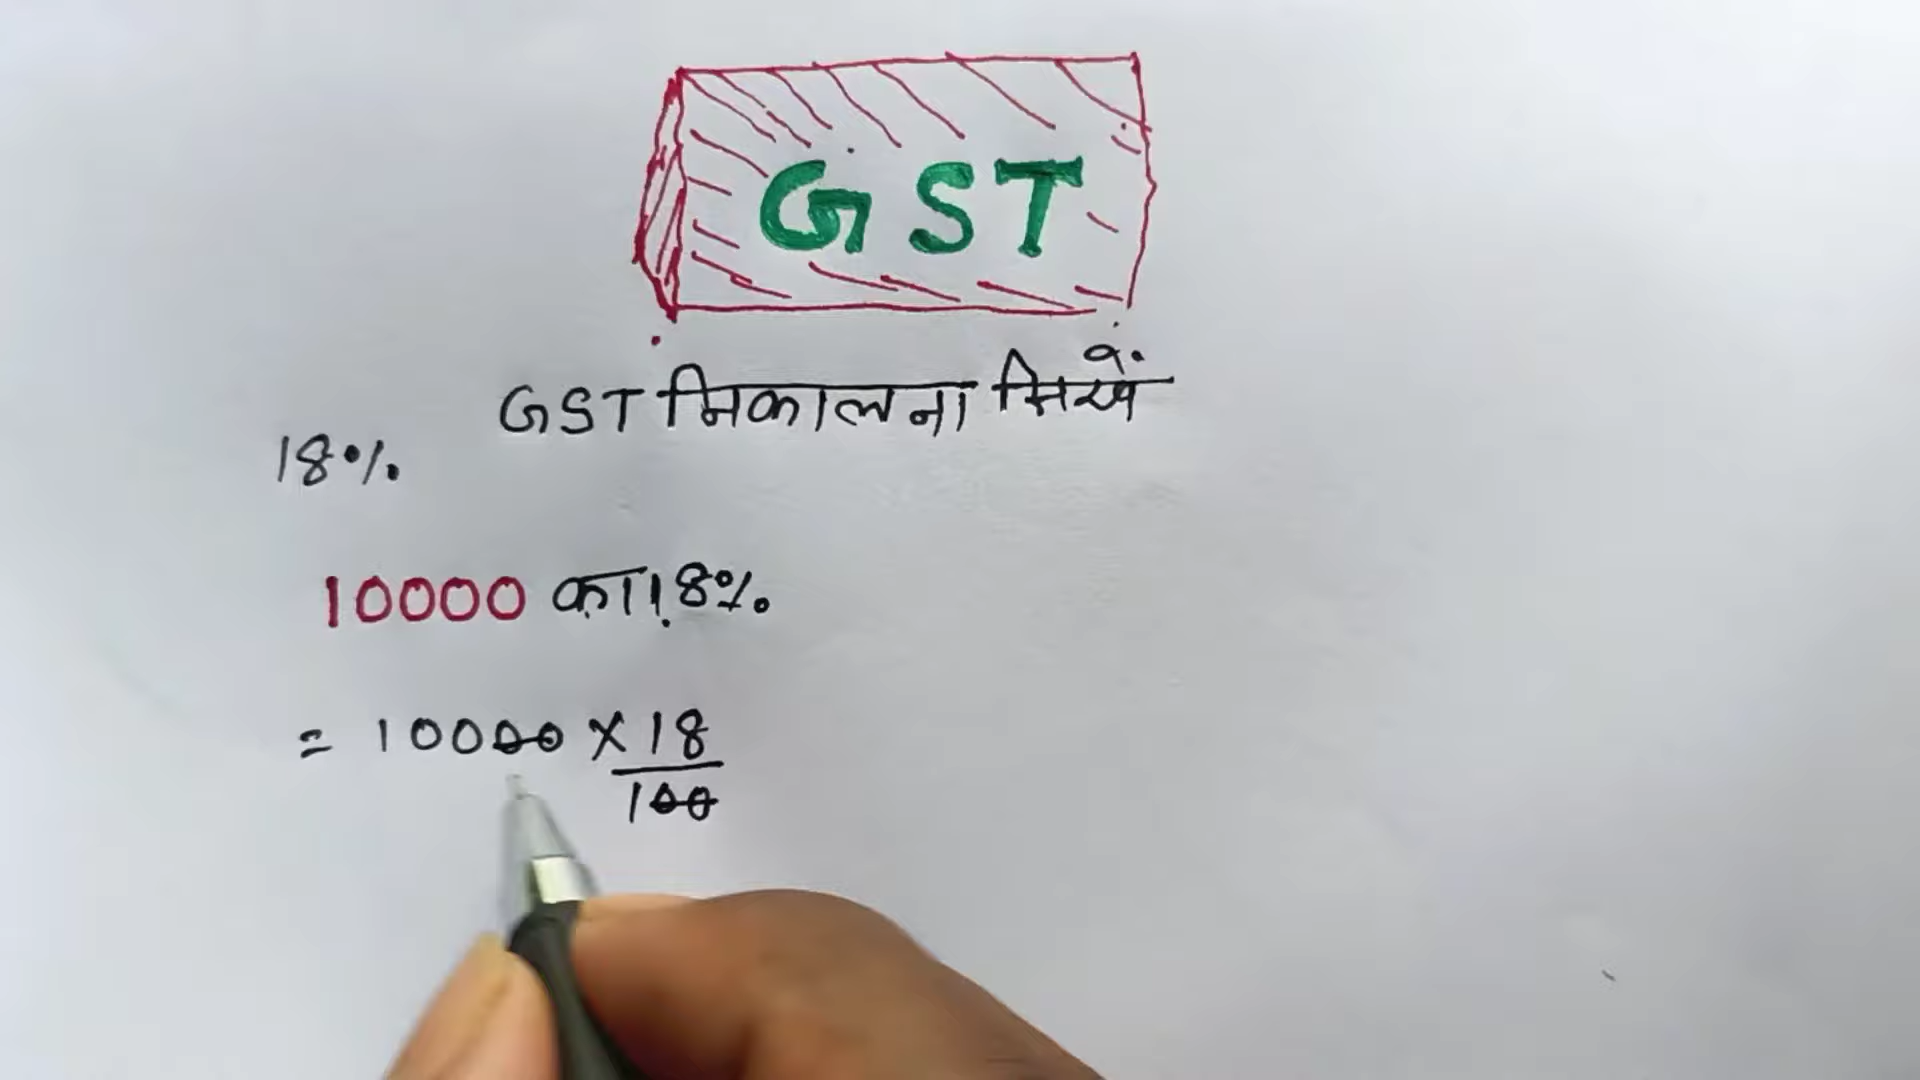 GST
GST निकालना सिखें
18%
10000 का 18%
= 10000 × 18
100